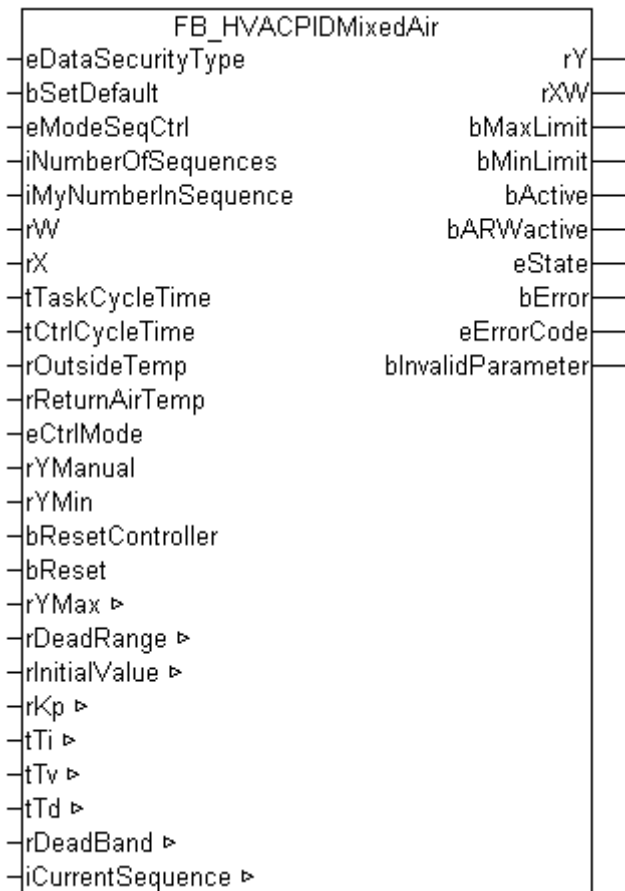 FB_HVACPIDMixedAir
eDataSecurityType rY
bSetDefault rXW
eModeSeqCtrl bMaxLimit
iNumberOfSequences bMinLimit
iMyNumberInSequence bActive
rW bARWactive
rX eState
tTaskCycleTime bError
tCtrlCycleTime eErrorCode
rOutsideTemp bInvalidParameter
rReturnAirTemp
eCtrlMode
rYManual
rYMin
bResetController
bReset
rYMax ▹
rDeadRange ▹
rInitialValue ▹
rKp ▹
tTi ▹
tTv ▹
tTd ▹
rDeadBand ▹
iCurrentSequence ▹